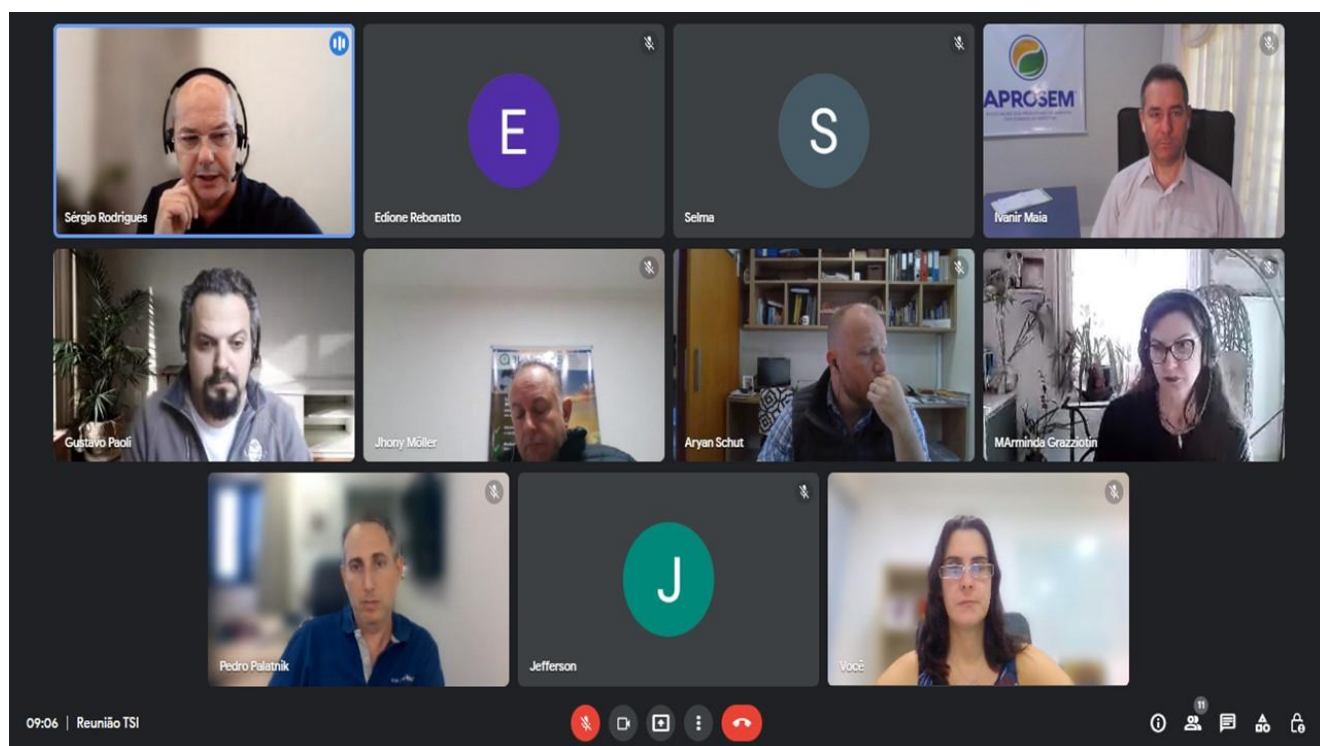 E
S
APROSEM
Sérgio Rodrigues
Edione Rebonatto
Selma
Ivanir Maia
Gustavo Paoli
Jhony Möller
Aryan Schut
MArminda Grazziotin
J
Pedro Palatnik
Jefferson
Você
09:06 | Reunião TSI
11